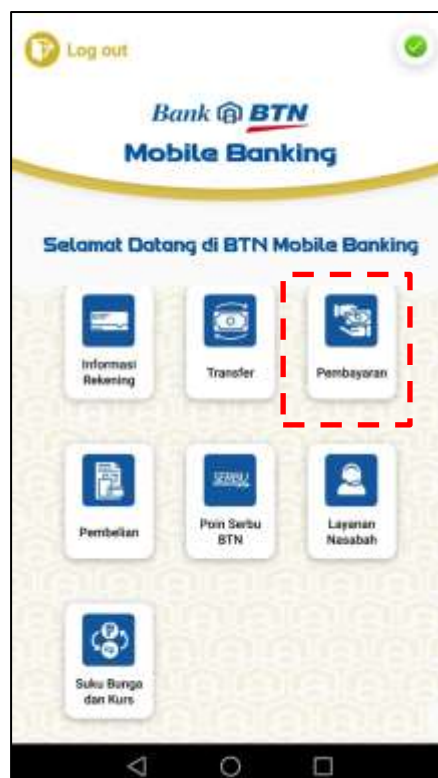 Log out
Bank BTN
Mobile Banking
Selamat Datang di BTN Mobile Banking
Informasi
Rekening
Transfer
Pembayaran
SERBU
Pembelian
Poin Serbu
BTN
Layanan
Nasabah
Suku Bunga
dan Kurs